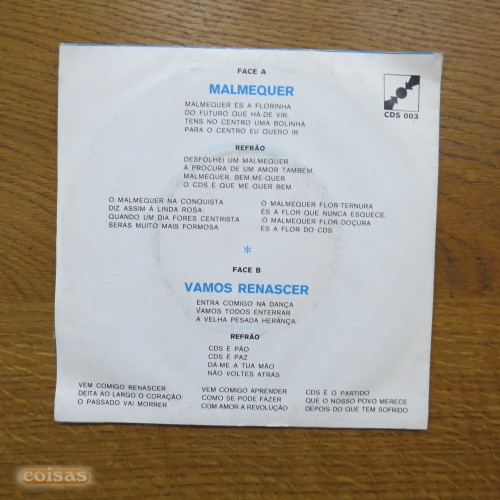 FACE A
MALMEQUER
CDS 003
MALMEQUER ÉS A FLORINHA
DO FUTURO QUE HÁ-DE VIR,
TENS NO CENTRO UMA BOLINHA
PARA O CENTRO EU QUERO IR
REFRÃO
DESFOLHEI UM MALMEQUER
À PROCURA DE UM AMOR TAMBÉM,
MALMEQUER, BEM-ME-QUER
O CDS É QUE ME QUER BEM
O MALMEQUER NA CONQUISTA
DIZ ASSIM À LINDA ROSA:
QUANDO UM DIA FORES CENTRISTA
SERÁS MUITO MAIS FORMOSA
O MALMEQUER FLOR-TERNURA
ÉS A FLOR QUE NUNCA ESQUECE,
Ó MALMEQUER FLOR-DOÇURA
ÉS A FLOR DO CDS
*
FACE B
VAMOS RENASCER
ENTRA COMIGO NA DANÇA
VAMOS TODOS ENTERRAR
A VELHA PESADA HERANÇA
REFRÃO
CDS É PÃO
CDS É PAZ
DÁ-ME A TUA MÃO
NÃO VOLTES ATRÁS
VEM COMIGO RENASCER
DEITA AO LARGO O CORAÇÃO:
O PASSADO VAI MORRER
VEM COMIGO APRENDER
COMO SE PODE FAZER
COM AMOR A REVOLUÇÃO
CDS É O PARTIDO
QUE O NOSSO POVO MERECE
DEPOIS DO QUE TEM SOFRIDO
coisas